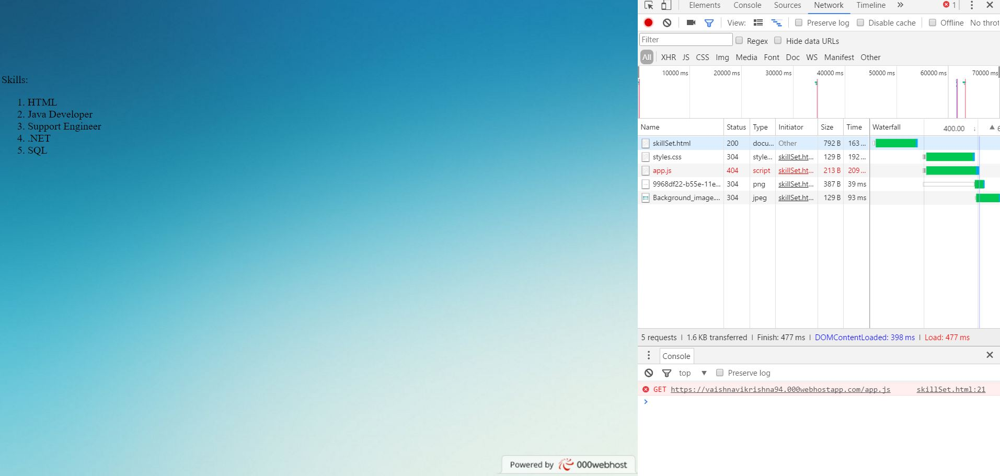 Skills:
1. HTML
2. Java Developer
3. Support Engineer
4. .NET
5. SQL
Powered by 000webhost
Elements Console Sources Network Timeline » 1
View: Preserve log Disable cache Offline No throt
Filter Regex Hide data URLs
All XHR JS CSS Img Media Font Doc WS Manifest Other
10000 ms 20000 ms 30000 ms 40000 ms 50000 ms 60000 ms 70000 ms
Name Status Type Initiator Size Time Waterfall 400.00
skillSet.html 200 docu... Other 792 B 163 ...
styles.css 304 style... skillSet.ht... 129 B 192 ...
app.js 404 script skillSet.ht... 213 B 209 ...
9968df22-b55e-11e... 304 png skillSet.ht... 387 B 39 ms
Background_image.... 304 jpeg skillSet.ht... 129 B 93 ms
5 requests | 1.6 KB transferred | Finish: 477 ms | DOMContentLoaded: 398 ms | Load: 477 ms
Console
top ▼ Preserve log
GET https://vaishnavikrishna94.000webhostapp.com/app.js skillSet.html:21
>